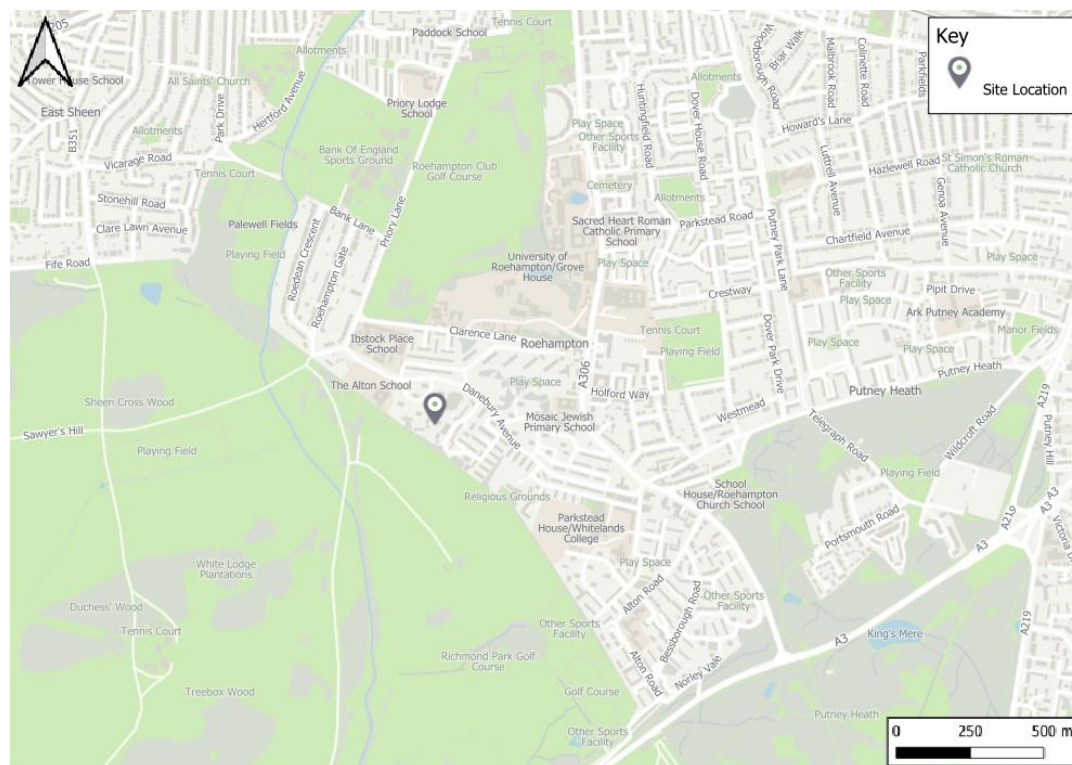 A205
Tower House School
East Sheen
B351
All Saints' Church
Allotments
Park Drive
Hertford Avenue
Allotments
Vicarage Road
Tennis Court
Stonehill Road
Clare Lawn Avenue
Fife Road
Palewell Fields
Playing Field
Paddock School
Tennis Court
Priory Lodge
School
Bank Of England
Sports Ground
Roehampton Club
Golf Course
Bank Lane
Priory Lane
Roedean Crescent
Roehampton Gate
Play Space
Other Sports
Facility
Cemetery
Huntingfield Road
Dover House Road
Allotments
Allotments
Sacred Heart Roman
Catholic Primary
School
Parkstead Road
Play Space
University of
Roehampton/Grove
House
Crestway
Woodborough Road
Briar Walk
Malbrook Road
Colinette Road
Parkfields
Howard's Lane
Luttrell Avenue
Hazlewell Road
St Simon's Roman
Catholic Church
Genoa Avenue
Chartfield Avenue
Putney Park Lane
Other Sports
Facility
Play Space
Pipit Drive
Ark Putney Academy
Play Space
Play Space
Manor Fields
Putney Heath
Putney Heath
A219
Putney Hill
Dover Park Drive
Tennis Court
Playing Field
Clarence Lane
Roehampton
Ibstock Place
School
The Alton School
Danebury Avenue
Play Space
A306
Holford Way
Mosaic Jewish
Primary School
Westmead
Telegraph Road
Wildcroft Road
Playing Field
Portsmouth Road
A3
A3
A219
A3
A219
A3
School
House/Roehampton
Church School
Religious Grounds
Parkstead
House/Whitelands
College
Play Space
Alton Road
Bessborough Road
Other Sports
Facility
Other Sports
Facility
Alton Road
Norley Vale
Golf Course
Other Sports
Facility
King's Mere
Putney Heath
Sheen Cross Wood
Sawyer's Hill
Playing Field
White Lodge
Plantations
Duchess' Wood
Tennis Court
Treebox Wood
Richmond Park Golf
Course
Key
Site Location
0 250 500 m